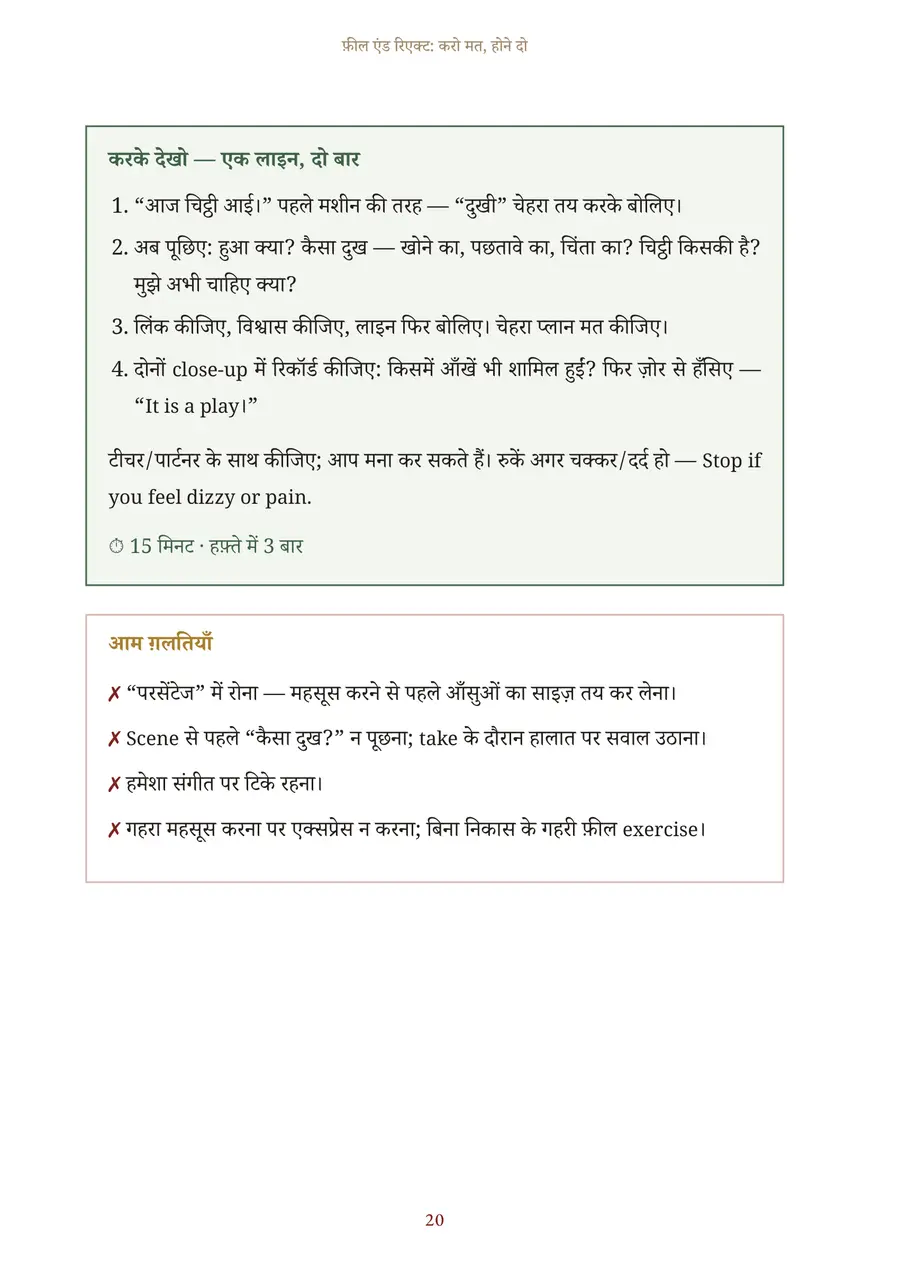 फ़ील एंड रिएक्ट: करो मत, होने दो
करके देखो — एक लाइन, दो बार
1. “आज चिट्ठी आई।” पहले मशीन की तरह — “दुखी” चेहरा तय करके बोलिए।
2. अब पूछिए: हुआ क्या? कैसा दुख — खोने का, पछतावे का, चिंता का? चिट्ठी किसकी है?
मुझे अभी चाहिए क्या?
3. लिंक कीजिए, विश्वास कीजिए, लाइन फिर बोलिए। चेहरा प्लान मत कीजिए।
4. दोनों close-up में रिकॉर्ड कीजिए: किसमें आँखें भी शामिल हुईं? फिर ज़ोर से हँसिए —
“It is a play।”
टीचर/पार्टनर के साथ कीजिए; आप मना कर सकते हैं। रुकें अगर चक्कर/दर्द हो — Stop if
you feel dizzy or pain.
⏱ 15 मिनट · हफ़्ते में 3 बार
आम ग़लतियाँ
✗ “परसेंटेज” में रोना — महसूस करने से पहले आँसुओं का साइज़ तय कर लेना।
✗ Scene से पहले “कैसा दुख?” न पूछना; take के दौरान हालात पर सवाल उठाना।
✗ हमेशा संगीत पर टिके रहना।
✗ गहरा महसूस करना पर एक्सप्रेस न करना; बिना निकास के गहरी फ़ील exercise।
20